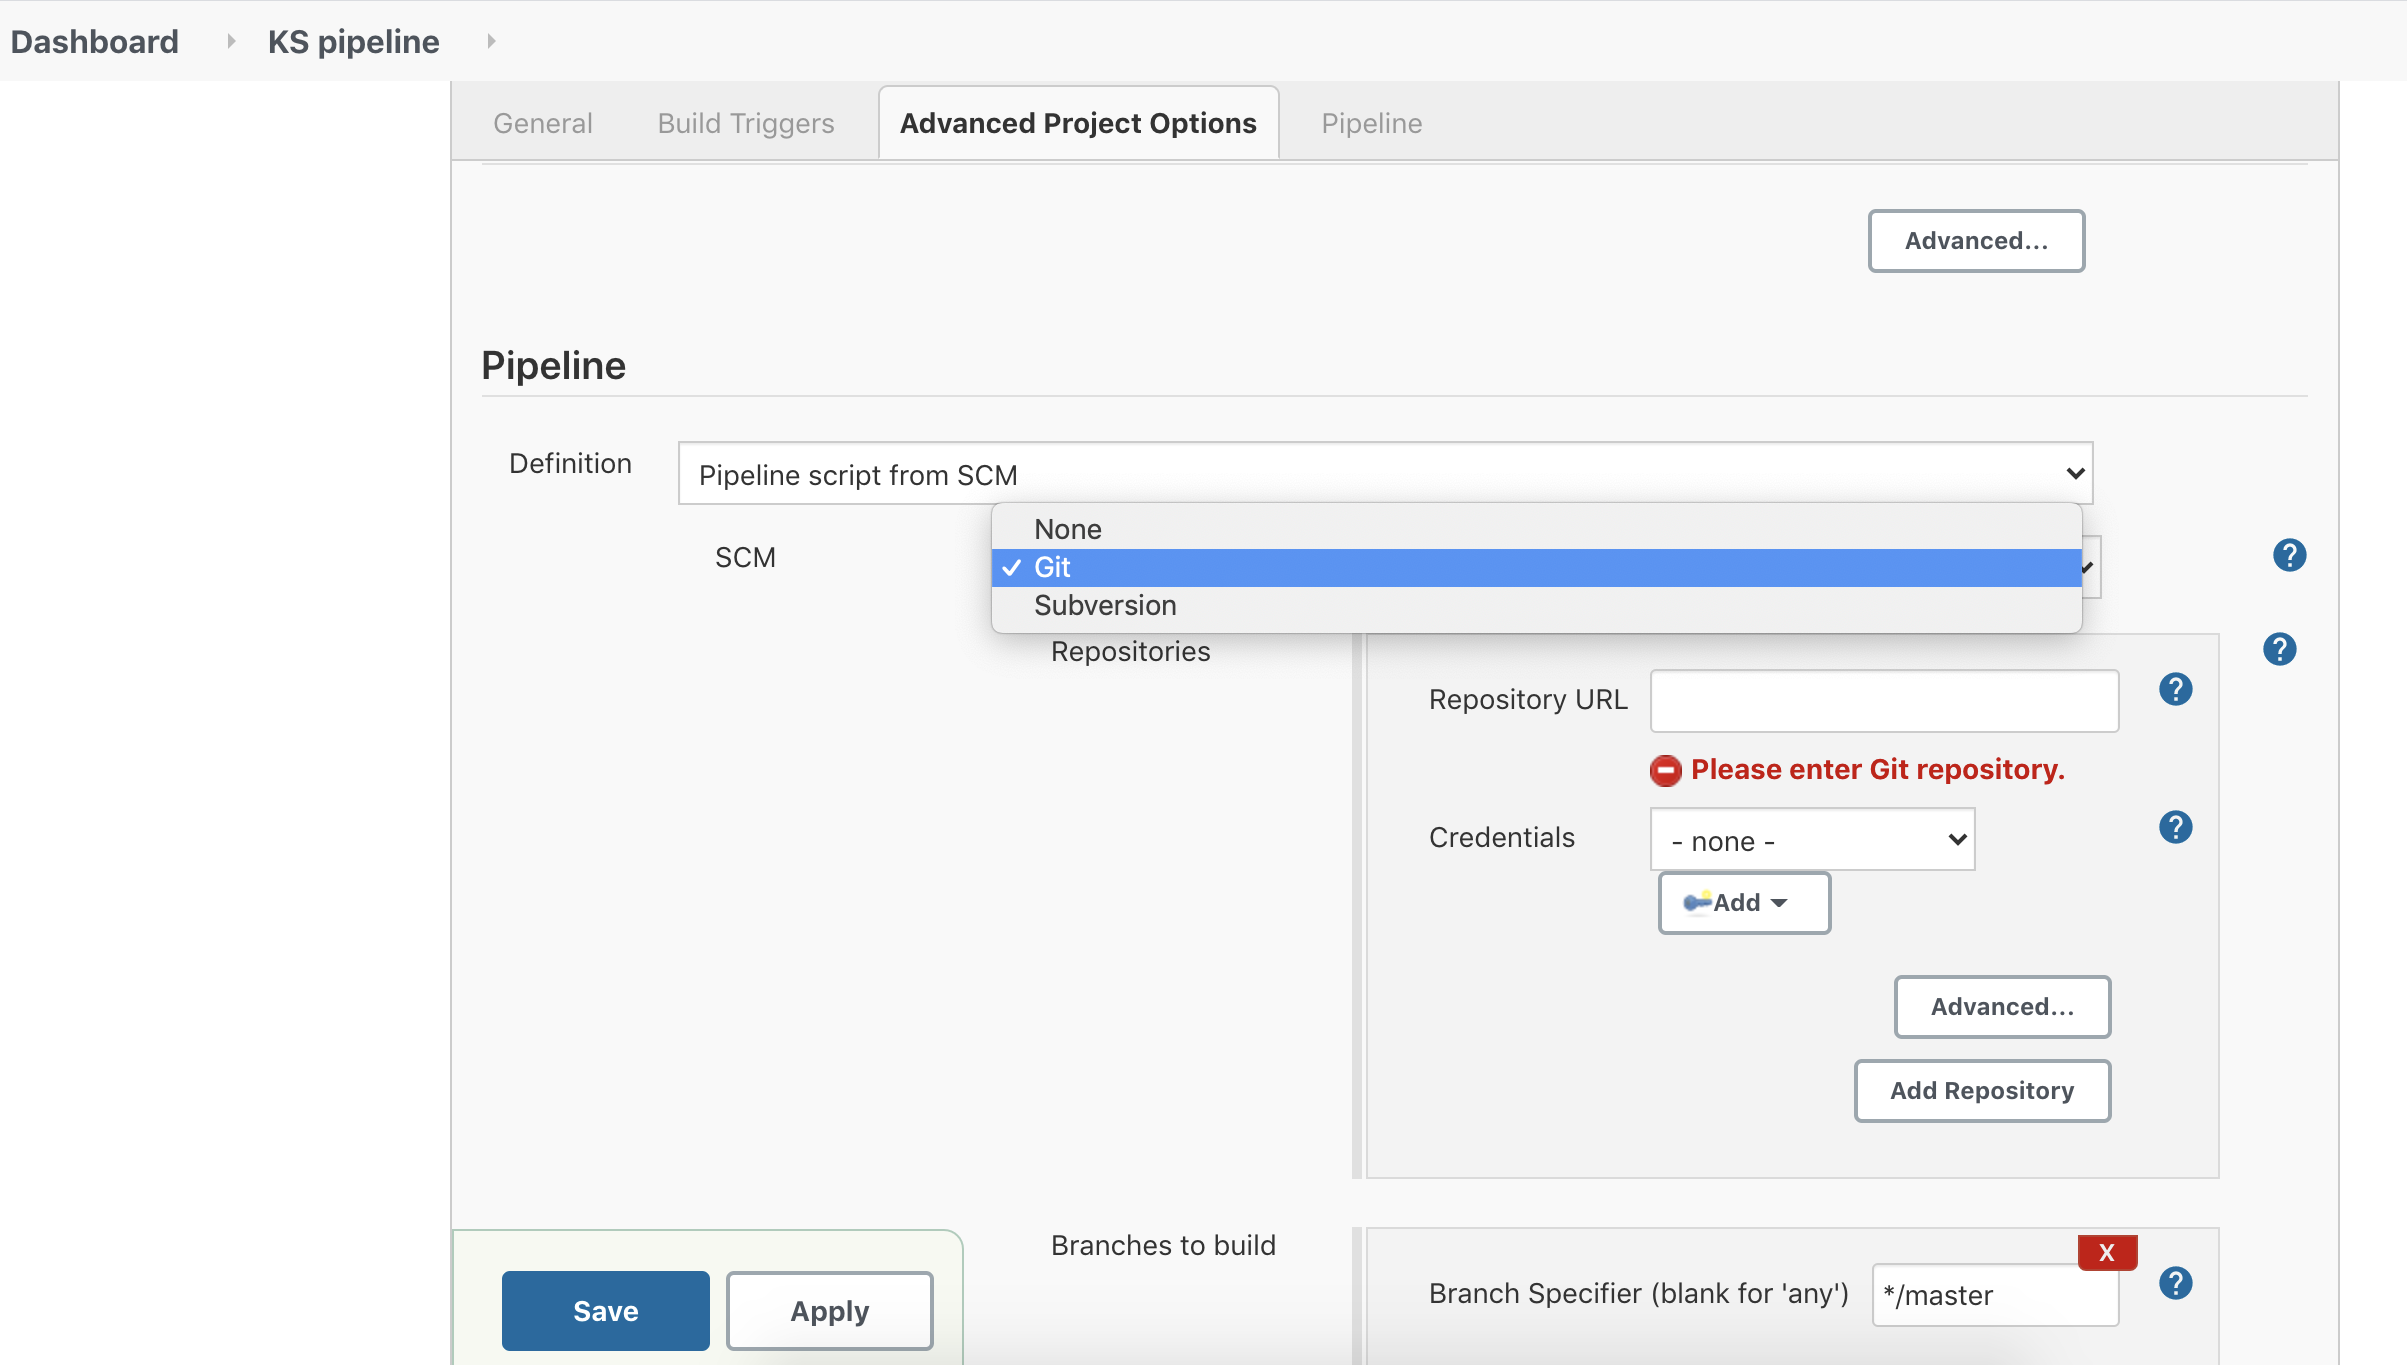 Dashboard KS pipeline
General Build Triggers Advanced Project Options Pipeline
Advanced...
Pipeline
Definition Pipeline script from SCM
None
SCM
✓ Git
Subversion
Repositories
Repository URL
Please enter Git repository.
Credentials - none -
Add
Advanced...
Add Repository
Branches to build
X
Branch Specifier (blank for 'any') */master
Save Apply